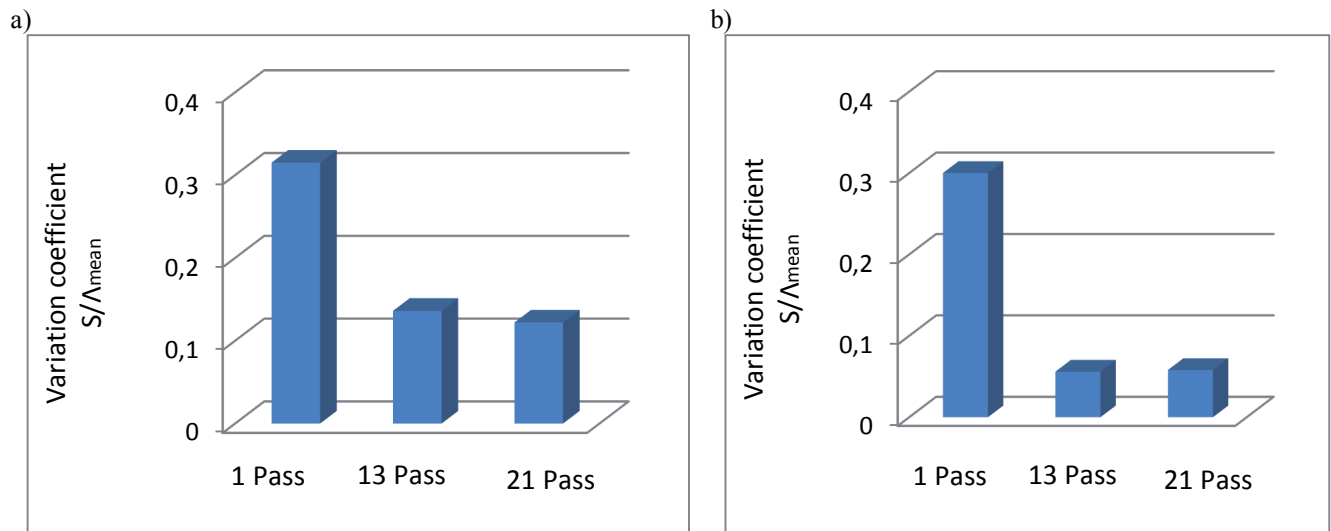 a)
Variation coefficient
S/Λmean
0,4
0,3
0,2
0,1
0
1 Pass
13 Pass
21 Pass
b)
Variation coefficient
S/Λmean
0,4
0,3
0,2
0,1
0
1 Pass
13 Pass
21 Pass